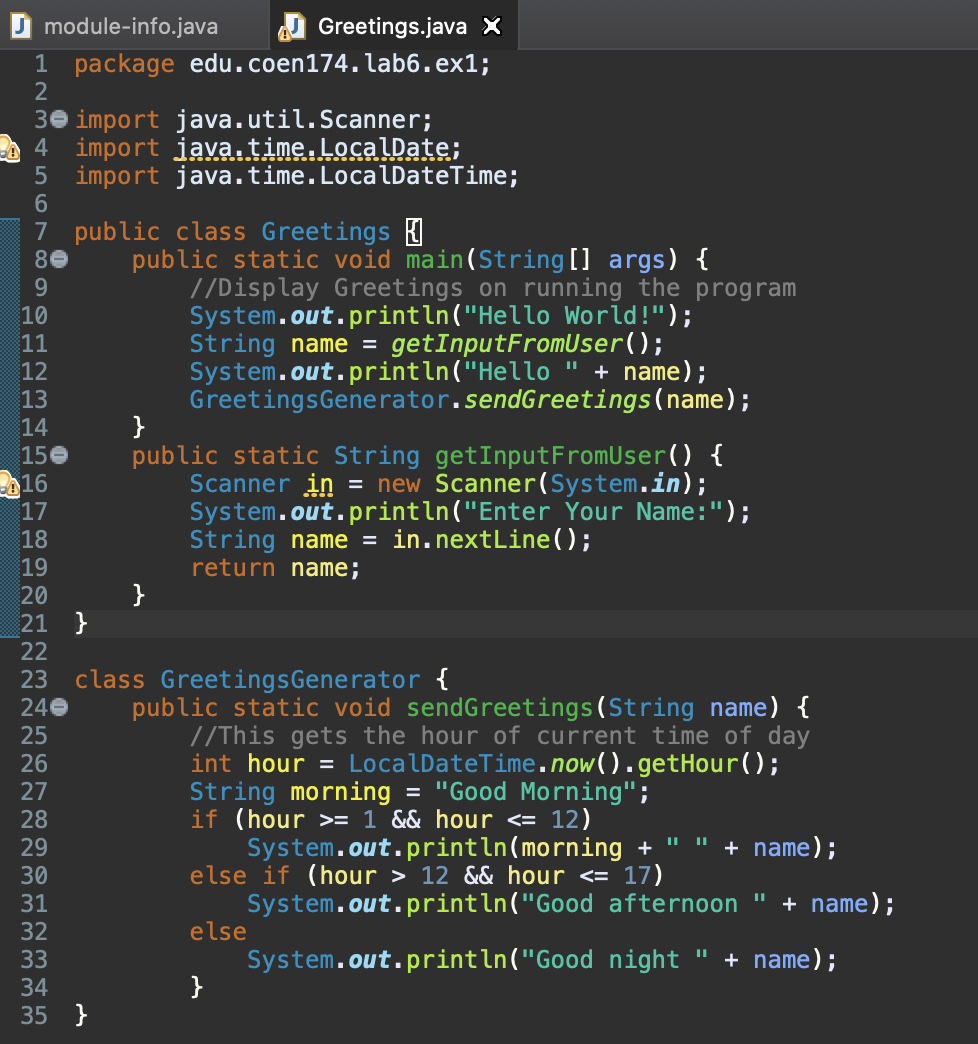 module-info.java
Greetings.java
1 package edu.coen174.lab6.ex1;
2
3 import java.util.Scanner;
4 import java.time.LocalDate;
5 import java.time.LocalDateTime;
6
7 public class Greetings {
8     public static void main(String[] args) {
9         //Display Greetings on running the program
10         System.out.println("Hello World!");
11         String name = getInputFromUser();
12         System.out.println("Hello " + name);
13         GreetingsGenerator.sendGreetings(name);
14     }
15     public static String getInputFromUser() {
16         Scanner in = new Scanner(System.in);
17         System.out.println("Enter Your Name:");
18         String name = in.nextLine();
19         return name;
20     }
21 }
22
23 class GreetingsGenerator {
24     public static void sendGreetings(String name) {
25         //This gets the hour of current time of day
26         int hour = LocalDateTime.now().getHour();
27         String morning = "Good Morning";
28         if (hour >= 1 && hour <= 12)
29             System.out.println(morning + " " + name);
30         else if (hour > 12 && hour <= 17)
31             System.out.println("Good afternoon " + name);
32         else
33             System.out.println("Good night " + name);
34         }
35 }